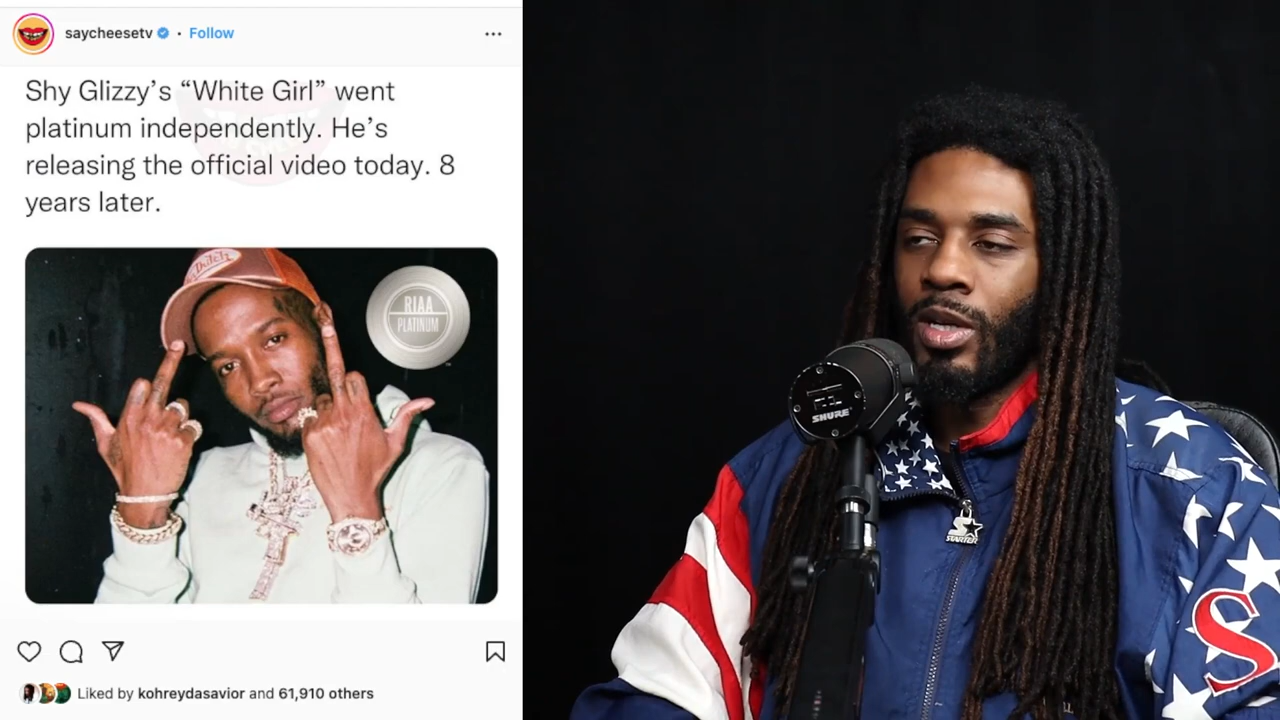 saycheesetv • Follow
Shy Glizzy’s “White Girl” went
platinum independently. He’s
releasing the official video today. 8
years later.
RIAA
PLATINUM
Liked by kohreydasavior and 61,910 others
SHURE
STARTER
S